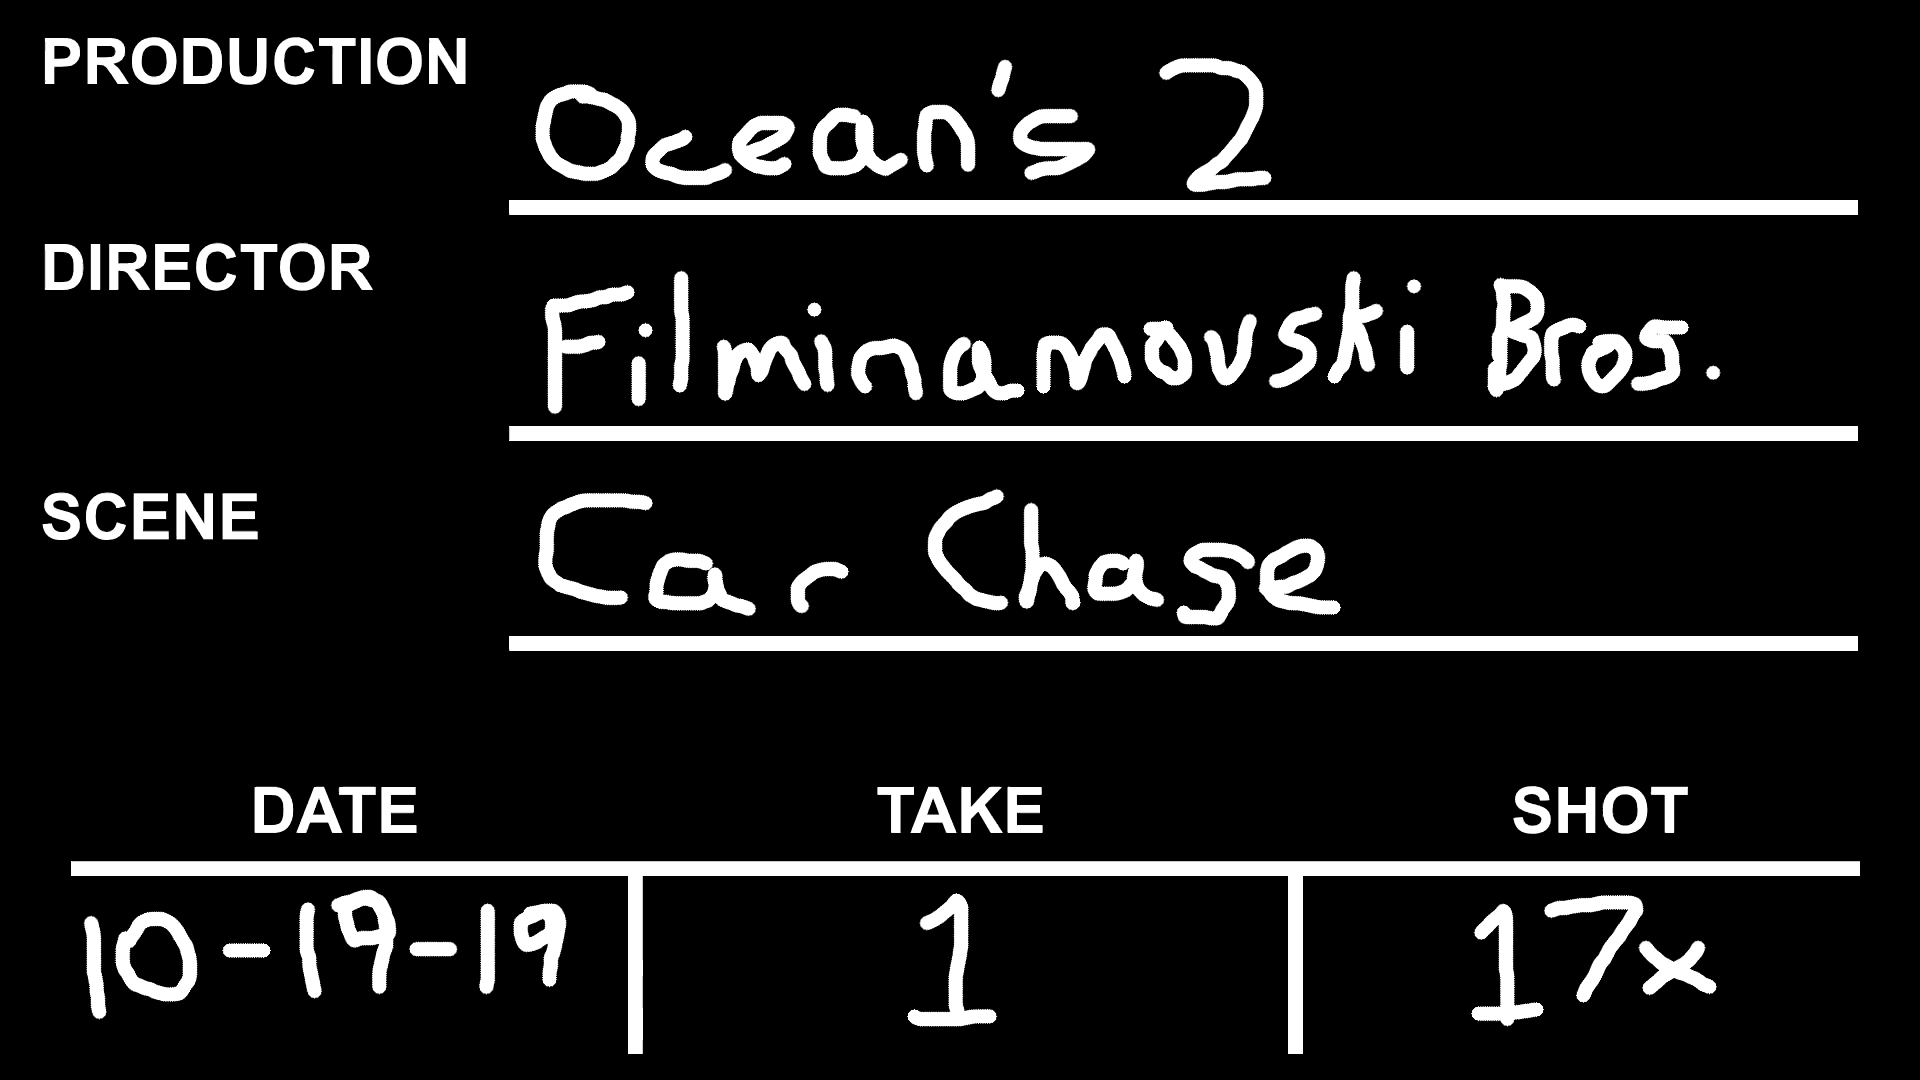 PRODUCTION Ocean's 2
DIRECTOR Filminamovski Bros.
SCENE Car Chase
DATE TAKE SHOT
10-19-19 1 17x